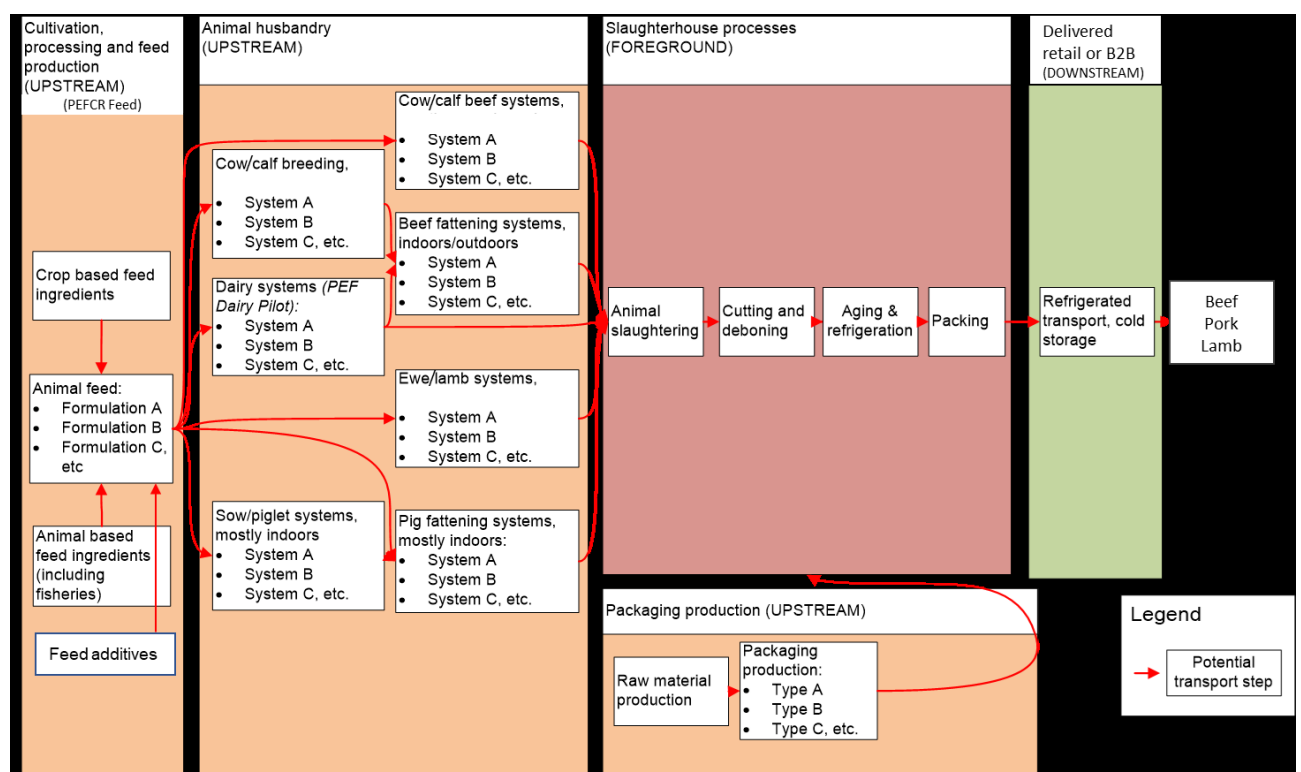 Cultivation,
processing and feed
production
(UPSTREAM)
(PEFCR Feed)
Animal husbandry
(UPSTREAM)
Slaughterhouse processes
(FOREGROUND)
Delivered
retail or B2B
(DOWNSTREAM)
Crop based feed
ingredients
Animal feed:
• Formulation A
• Formulation B
• Formulation C,
etc
Animal based
feed ingredients
(including
fisheries)
Feed additives
Cow/calf breeding,
• System A
• System B
• System C, etc.
Dairy systems (PEF
Dairy Pilot):
• System A
• System B
• System C, etc.
Sow/piglet systems,
mostly indoors
• System A
• System B
• System C, etc.
Cow/calf beef systems,
• System A
• System B
• System C, etc.
Beef fattening systems,
indoors/outdoors
• System A
• System B
• System C, etc.
Ewe/lamb systems,
• System A
• System B
• System C, etc.
Pig fattening systems,
mostly indoors:
• System A
• System B
• System C, etc.
Animal
slaughtering
Cutting and
deboning
Aging &
refrigeration
Packing
Refrigerated
transport, cold
storage
Beef
Pork
Lamb
Packaging production (UPSTREAM)
Raw material
production
Packaging
production:
• Type A
• Type B
• Type C, etc.
Legend
Potential
transport step